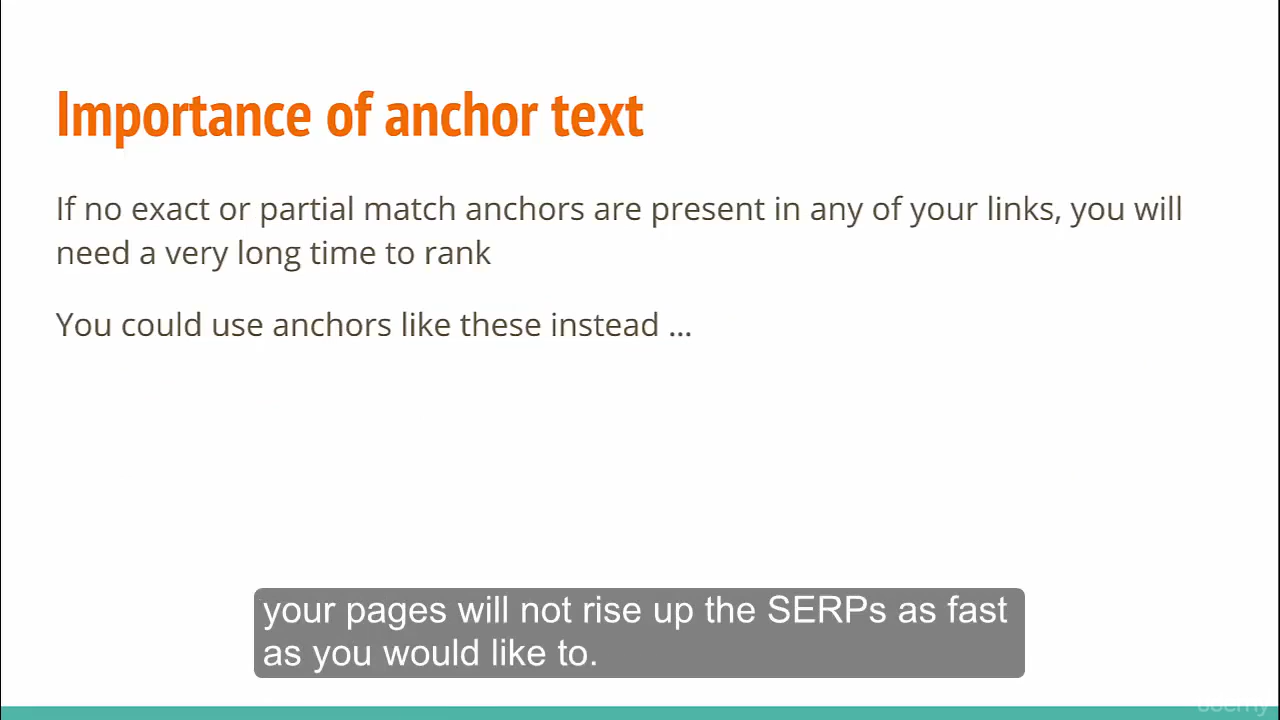 Importance of anchor text
If no exact or partial match anchors are present in any of your links, you will
need a very long time to rank
You could use anchors like these instead ...
your pages will not rise up the SERPs as fast
as you would like to.